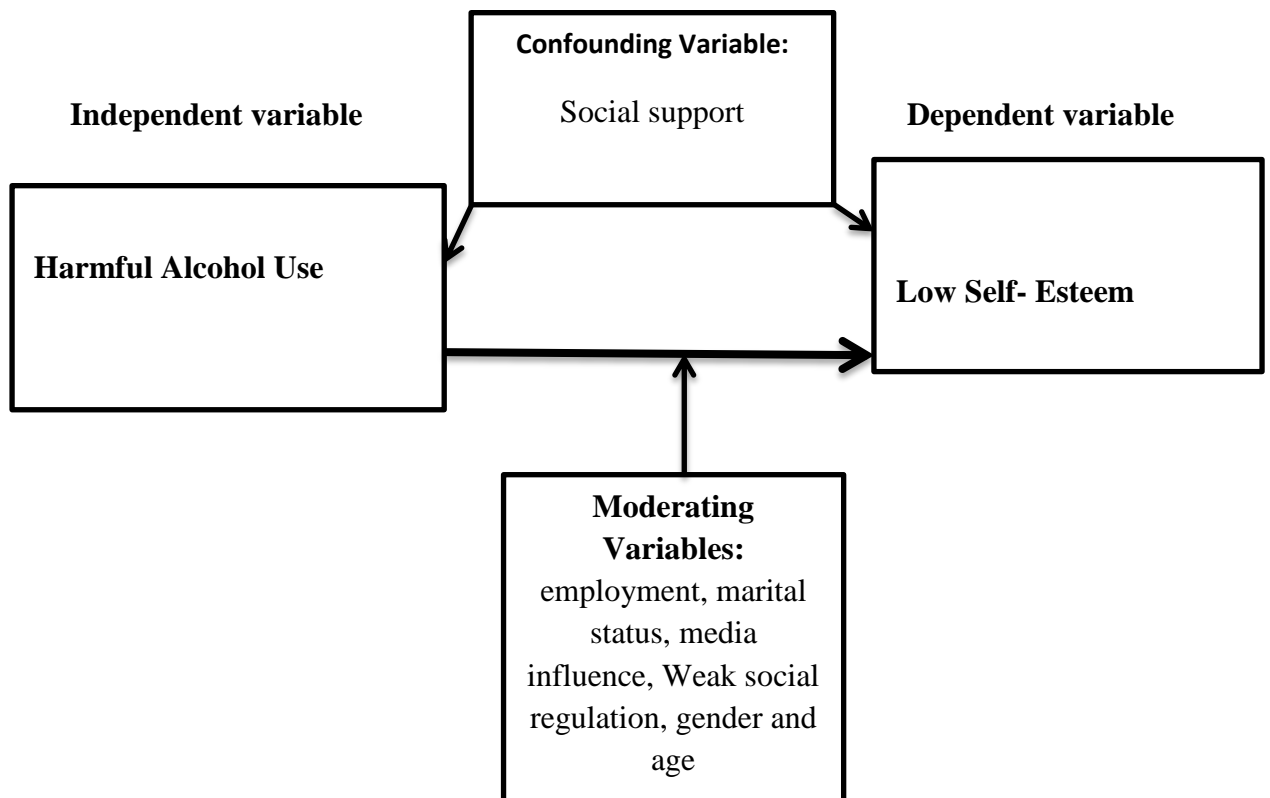 Confounding Variable:
Social support
Independent variable
Dependent variable
Harmful Alcohol Use
Low Self- Esteem
Moderating
Variables:
employment, marital
status, media
influence, Weak social
regulation, gender and
age